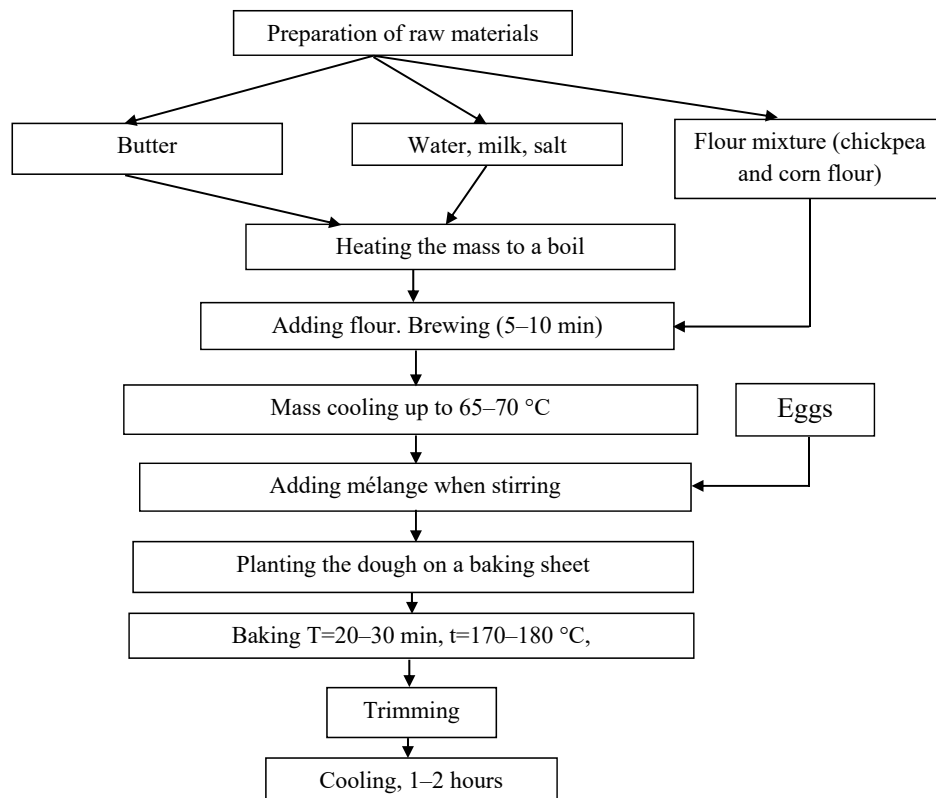 Preparation of raw materials
Butter
Water, milk, salt
Flour mixture (chickpea
and corn flour)
Heating the mass to a boil
Adding flour. Brewing (5–10 min)
Mass cooling up to 65–70 °C
Eggs
Adding mélange when stirring
Planting the dough on a baking sheet
Baking T=20–30 min, t=170–180 °C,
Trimming
Cooling, 1–2 hours